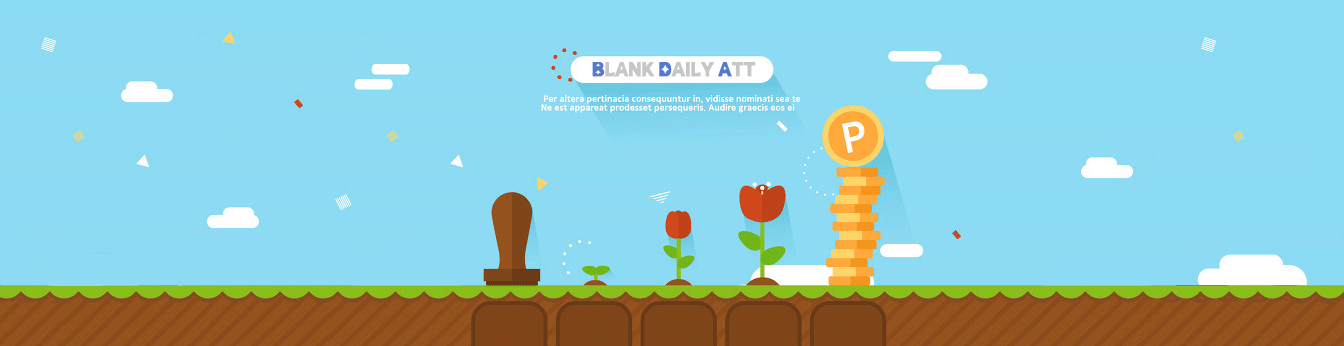 BLANK DAILY ATT
Per altera pertinacia consequuntur in, vidisse nominati sea te
Ne est appareat prodesset persequeris. Audire graecis eos ei
P